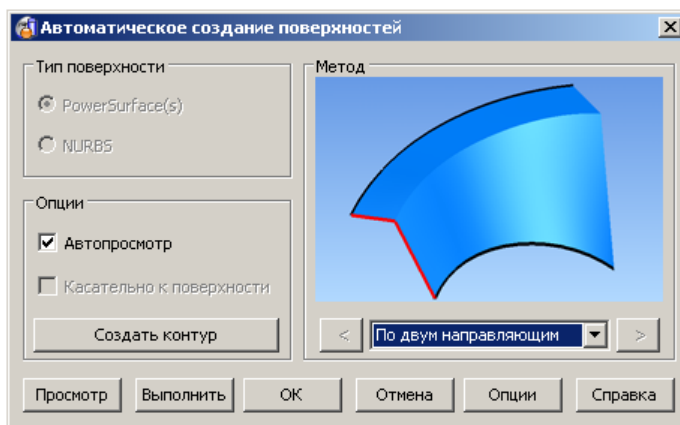 Автоматическое создание поверхностей
Тип поверхности
PowerSurface(s)
NURBS
Опции
Автопросмотр
Касательно к поверхности
Создать контур
Метод
< По двум направляющим >
Просмотр Выполнить OK Отмена Опции Справка